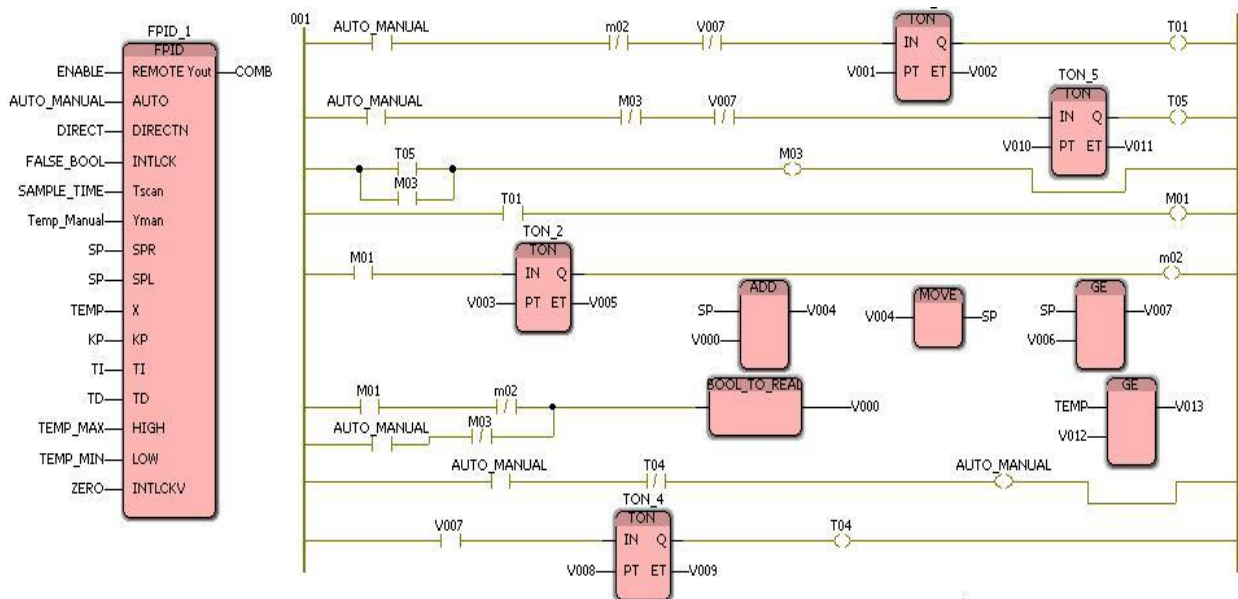 FPID_1
FPID
ENABLE REMOTE Yout COMB
AUTO_MANUAL AUTO
DIRECT DIRECTN
FALSE_BOOL INTLCK
SAMPLE_TIME Tscan
Temp_Manual Yman
SP SPR
SP SPL
TEMP X
KP KP
TI TI
TD TD
TEMP_MAX HIGH
TEMP_MIN LOW
ZERO INTLCKV
001
AUTO_MANUAL m02 V007 T01
TON
IN Q
V001 PT ET V002
TON_5
TON
AUTO_MANUAL M03 V007 T05
IN Q
V010 PT ET V011
T05 M03
M03
T01 M01
TON_2
TON
M01 m02
IN Q
V003 PT ET V005
ADD
SP V004
V000
MOVE
V004 SP
GE
SP V007
V006
M01 m02
BOOL_TO_REAL
V000
AUTO_MANUAL M03
GE
TEMP V013
V012
AUTO_MANUAL T04 AUTO_MANUAL
TON_4
TON
V007 T04
IN Q
V008 PT ET V009